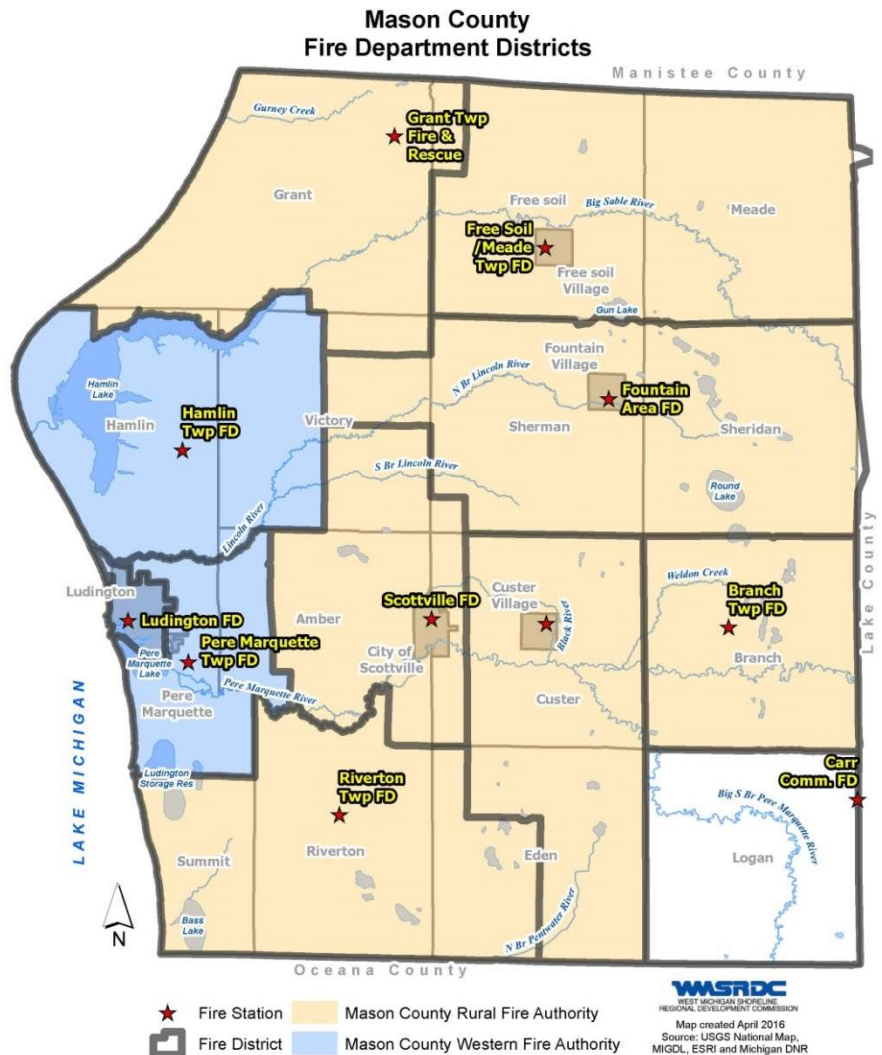 Mason County
Fire Department Districts
Manistee County
Gurney Creek
Grant Twp
Fire &
Rescue
Grant
Free soil
Big Sable River
Meade
Free Soil
/Meade
Twp FD
Free soil
Village
Gun Lake
Hamlin
Lake
Hamlin
Hamlin
Twp FD
Victory
N Br Lincoln River
Fountain
Village
Fountain
Area FD
Sherman
Sheridan
S Br Lincoln River
Round
Lake
Lincoln River
Lake County
Ludington
Ludington FD
Pere Marquette
Twp FD
Pere
Marquette
Lake
Pere
Marquette
Pere Marquette River
Amber
Scottville FD
City of
Scottville
Custer
Village
Black River
Custer
Weldon Creek
Branch
Twp FD
Branch
LAKE MICHIGAN
Ludington
Storage Res
Riverton
Twp FD
Riverton
Summit
Bass
Lake
Eden
N Br Pentwater River
Carr
Comm. FD
Big S Br Pere Marquette River
Logan
N
Oceana County
Fire Station
Mason County Rural Fire Authority
Fire District
Mason County Western Fire Authority
WMSRDC
WEST MICHIGAN SHORELINE
REGIONAL DEVELOPMENT COMMISSION
Map created April 2016
Source: USGS National Map,
MIGDL, ESRI and Michigan DNR